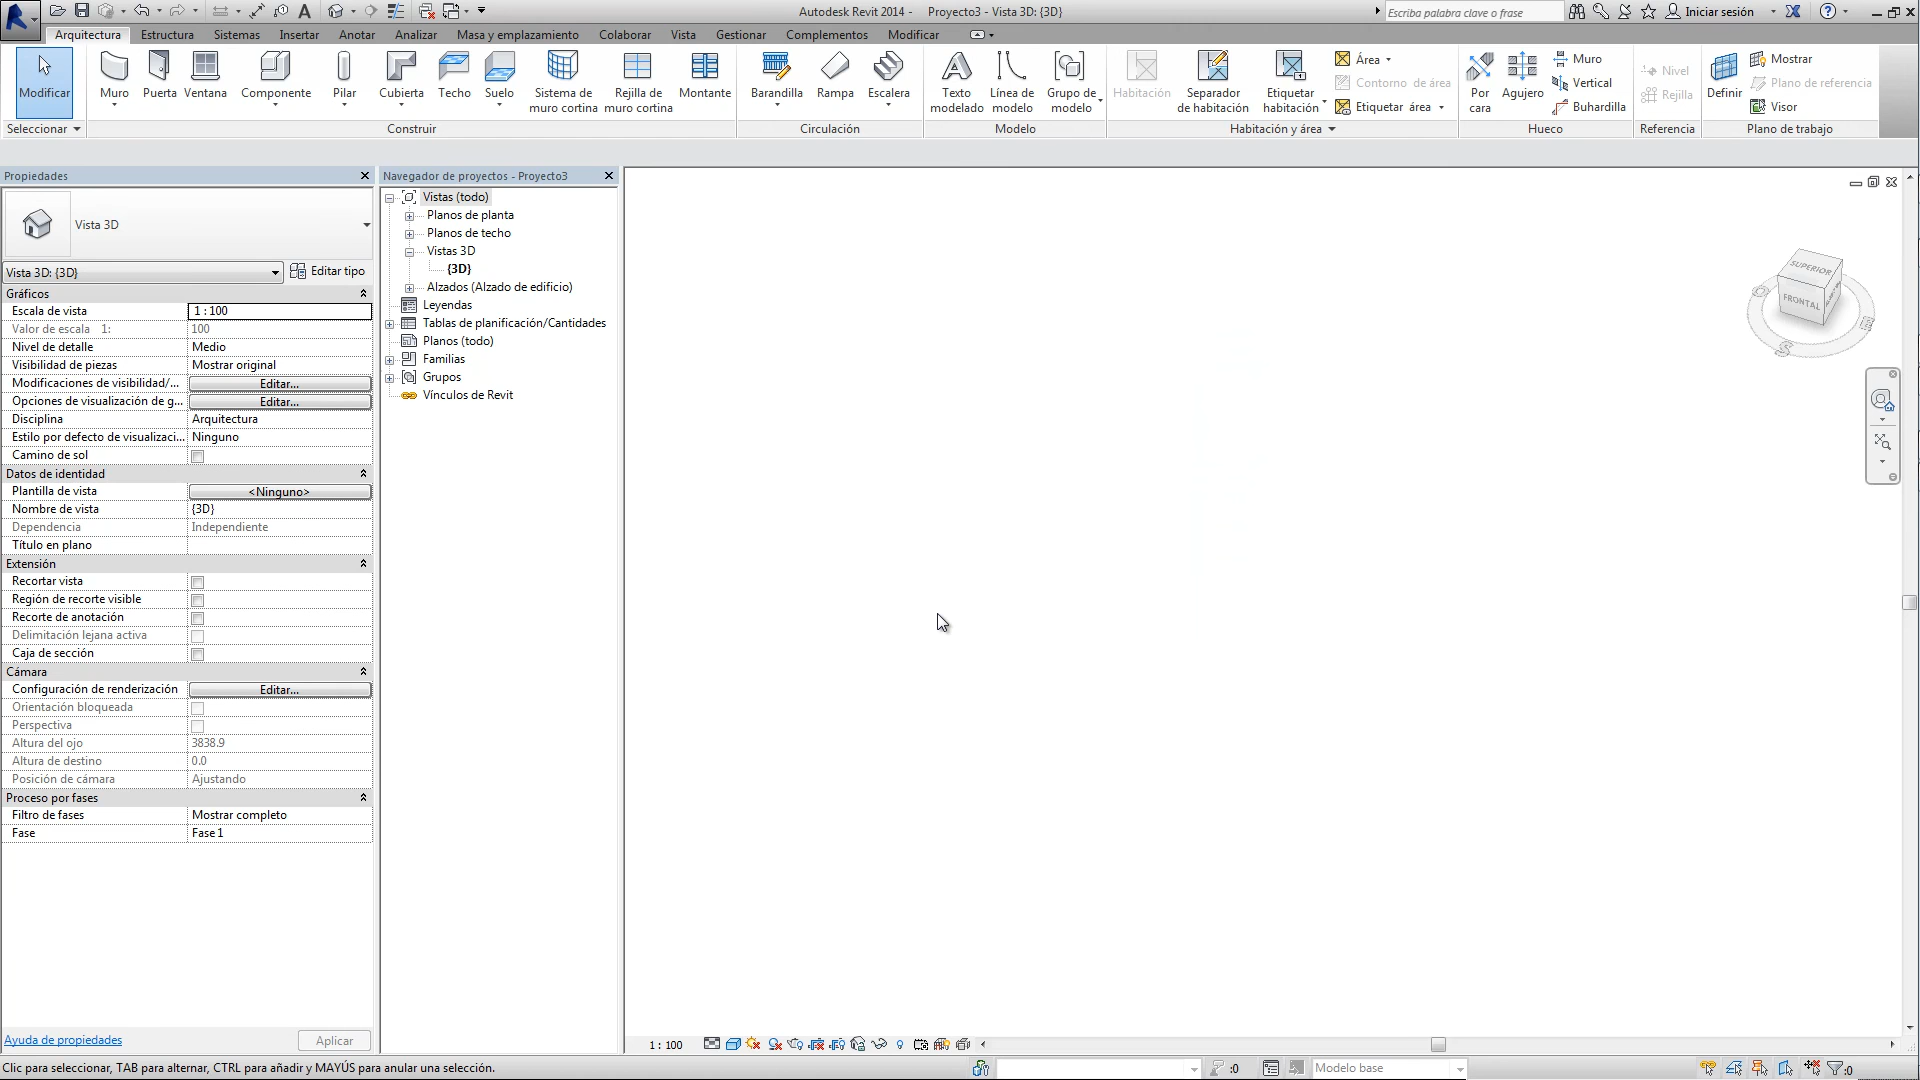 Autodesk Revit 2014 - Proyecto3 - Vista 3D: {3D}
Escriba palabra clave o frase
Iniciar sesión
Arquitectura Estructura Sistemas Insertar Anotar Analizar Masa y emplazamiento Colaborar Vista Gestionar Complementos Modificar
Modificar
Muro
Puerta
Ventana
Componente
Pilar
Cubierta
Techo
Suelo
Sistema de
muro cortina
Rejilla de
muro cortina
Montante
Barandilla
Rampa
Escalera
Texto
modelado
Línea de
modelo
Grupo de
modelo
Habitación
Separador
de habitación
Etiquetar
habitación
Área
Contorno de área
Etiquetar área
Por
cara
Agujero
Muro
Vertical
Buhardilla
Nivel
Rejilla
Definir
Mostrar
Plano de referencia
Visor
Seleccionar
Construir
Circulación
Modelo
Habitación y área
Hueco
Referencia
Plano de trabajo
Propiedades
Vista 3D
Vista 3D: {3D}
Editar tipo
Gráficos
Escala de vista 1 : 100
Valor de escala 1: 100
Nivel de detalle Medio
Visibilidad de piezas Mostrar original
Modificaciones de visibilidad/... Editar...
Opciones de visualización de g... Editar...
Disciplina Arquitectura
Estilo por defecto de visualizaci... Ninguno
Camino de sol
Datos de identidad
Plantilla de vista <Ninguno>
Nombre de vista {3D}
Dependencia Independiente
Título en plano
Extensión
Recortar vista
Región de recorte visible
Recorte de anotación
Delimitación lejana activa
Caja de sección
Cámara
Configuración de renderización Editar...
Orientación bloqueada
Perspectiva
Altura del ojo 3838.9
Altura de destino 0.0
Posición de cámara Ajustando
Proceso por fases
Filtro de fases Mostrar completo
Fase Fase 1
Ayuda de propiedades
Aplicar
Navegador de proyectos - Proyecto3
Vistas (todo)
Planos de planta
Planos de techo
Vistas 3D
{3D}
Alzados (Alzado de edificio)
Leyendas
Tablas de planificación/Cantidades
Planos (todo)
Familias
Grupos
Vínculos de Revit
SUPERIOR
FRONTAL
O
E
S
1 : 100
Clic para seleccionar, TAB para alternar, CTRL para añadir y MAYÚS para anular una selección.
:0
Modelo base
:0